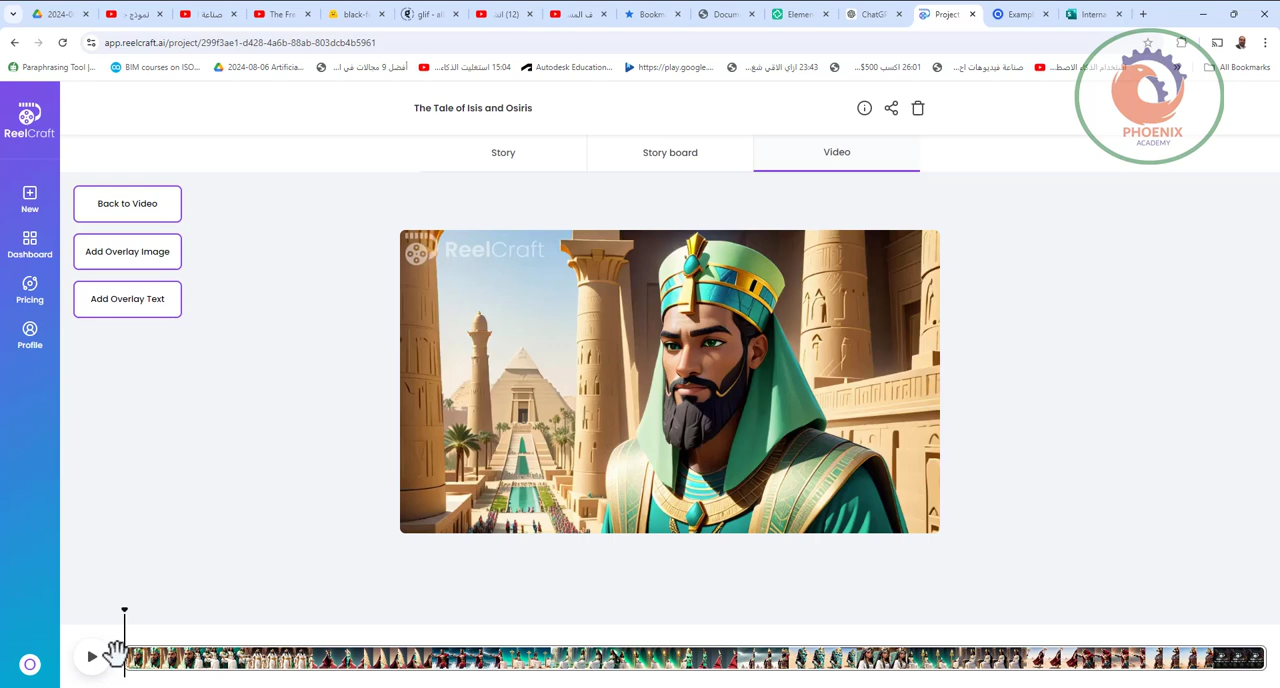 2024-0
نموذج
صناعة
The Fre
black-f
glif - all
(12) انذ
ف المد
Bookm
Docum
Elemen
ChatGP
Project
Exampl
Interna
app.reelcraft.ai/project/299f3ae1-d428-4a6b-88ab-803dcb4b5961
Paraphrasing Tool |...
BIM courses on ISO...
2024-08-06 Artificia...
أفضل 9 مجالات في ا...
15:04 استغليت الذكاء...
Autodesk Education...
https://play.google....
23:43 ازاي الاقي شغ...
26:01 اكسب 500$...
صناعة فيديوهات اح...
All Bookmarks
ReelCraft
The Tale of Isis and Osiris
PHOENIX
ACADEMY
Story
Story board
Video
New
Dashboard
Pricing
Profile
Back to Video
Add Overlay Image
Add Overlay Text
ReelCraft